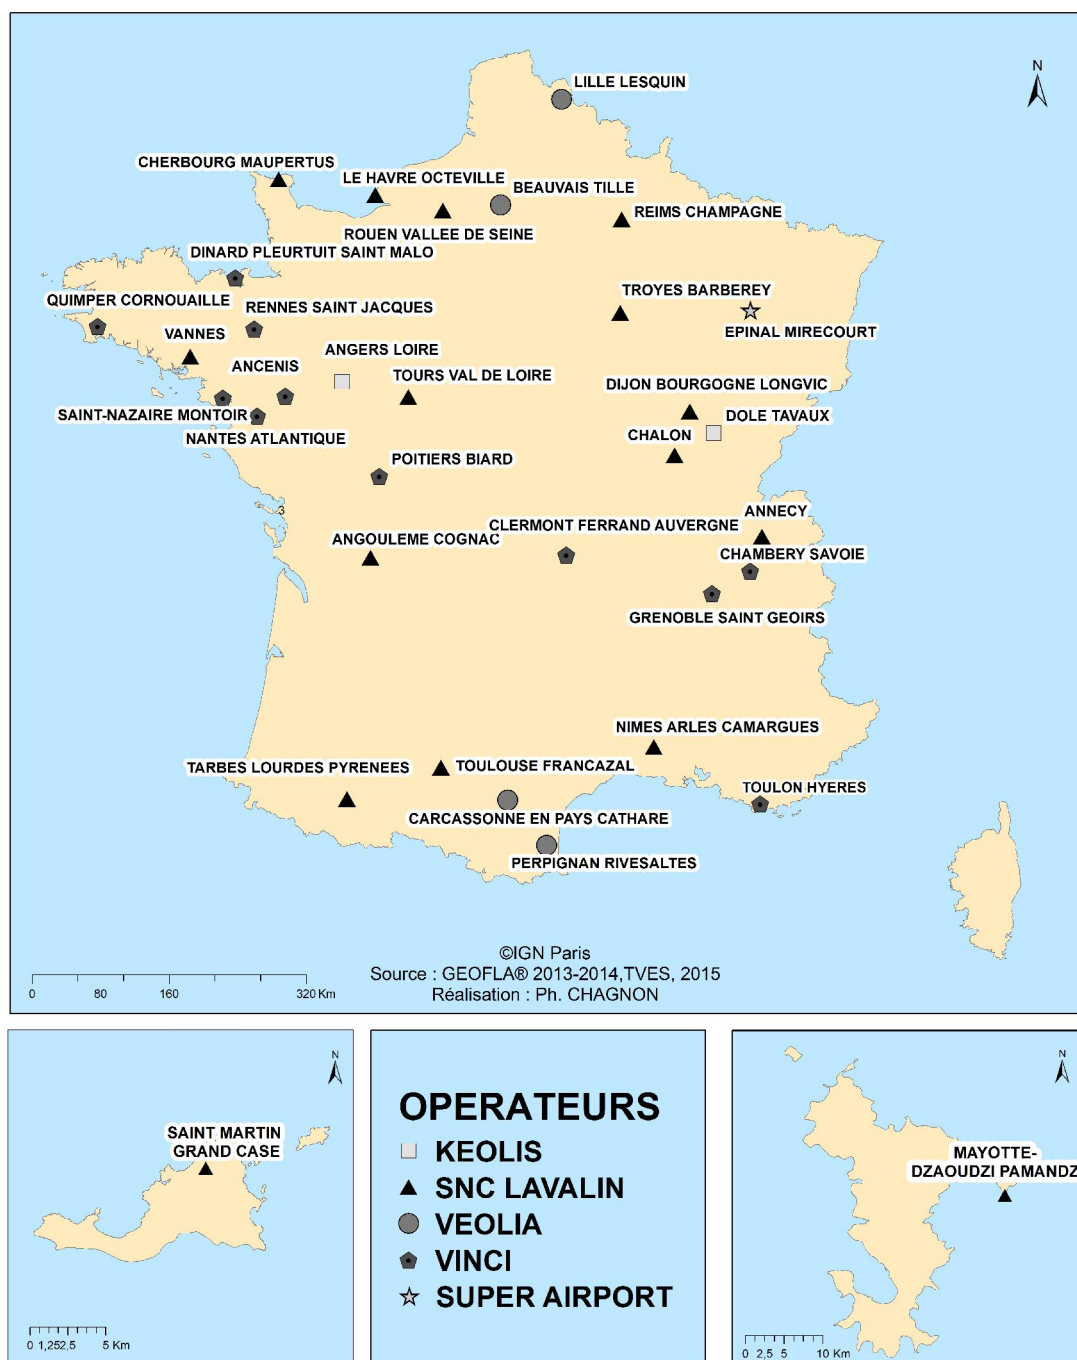 N
LILLE LESQUIN
CHERBOURG MAUPERTUS
LE HAVRE OCTEVILLE
BEAUVAIS TILLE
REIMS CHAMPAGNE
ROUEN VALLEE DE SEINE
DINARD PLEURTUIT SAINT MALO
QUIMPER CORNOUAILLE
RENNES SAINT JACQUES
TROYES BARBEREY
VANNES
EPINAL MIRECOURT
ANGERS LOIRE
ANCENIS
TOURS VAL DE LOIRE
DIJON BOURGOGNE LONGVIC
SAINT-NAZAIRE MONTOIR
DOLE TAVAUX
NANTES ATLANTIQUE
CHALON
POITIERS BIARD
3
CLERMONT FERRAND AUVERGNE
ANNECY
ANGOULEME COGNAC
CHAMBERY SAVOIE
GRENOBLE SAINT GEOIRS
NIMES ARLES CAMARGUES
TARBES LOURDES PYRENEES
TOULOUSE FRANCAZAL
TOULON HYERES
CARCASSONNE EN PAYS CATHARE
PERPIGNAN RIVESALTES
©IGN Paris
Source : GEOFLA® 2013-2014,TVES, 2015
Réalisation : Ph. CHAGNON
0 80 160 320 Km
N
SAINT MARTIN
GRAND CASE
0 1,252,5 5 Km
OPERATEURS
KEOLIS
SNC LAVALIN
VEOLIA
VINCI
SUPER AIRPORT
N
MAYOTTE-
DZAOUDZI PAMANDZ
0 2,5 5 10 Km